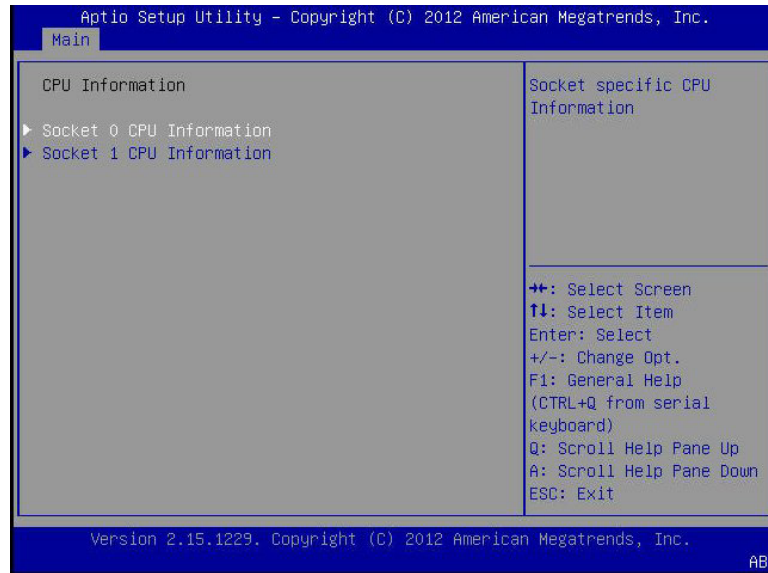 Aptio Setup Utility – Copyright (C) 2012 American Megatrends, Inc.
Main
CPU Information
Socket 0 CPU Information
Socket 1 CPU Information
Socket specific CPU
Information
→←: Select Screen
↑↓: Select Item
Enter: Select
+/-: Change Opt.
F1: General Help
(CTRL+Q from serial
keyboard)
Q: Scroll Help Pane Up
A: Scroll Help Pane Down
ESC: Exit
Version 2.15.1229. Copyright (C) 2012 American Megatrends, Inc.
AB